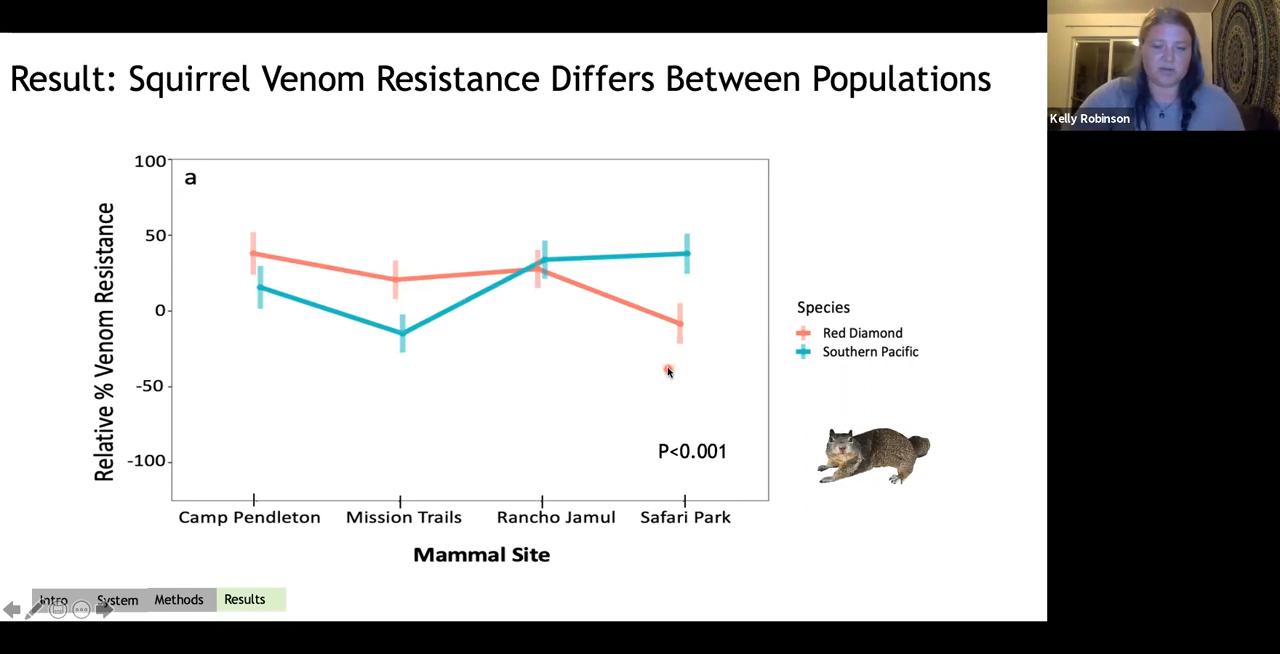 Result: Squirrel Venom Resistance Differs Between Populations
Kelly Robinson
a
Relative % Venom Resistance
100
50
0
-50
-100
P<0.001
Species
Red Diamond
Southern Pacific
Camp Pendleton Mission Trails Rancho Jamul Safari Park
Mammal Site
Intro System Methods Results